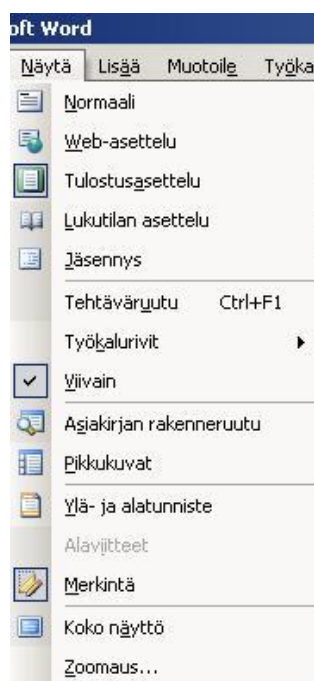 oft Word
Näytä Lisää Muotoile Työka
Normaali
Web-asettelu
Tulostusasettelu
Lukutilan asettelu
Jäsennys
Tehtäväruutu Ctrl+F1
Työkalurivit
Viivain
Asiakirjan rakenneruutu
Pikkukuvat
Ylä- ja alatunniste
Alaviitteet
Merkintä
Koko näyttö
Zoomaus...